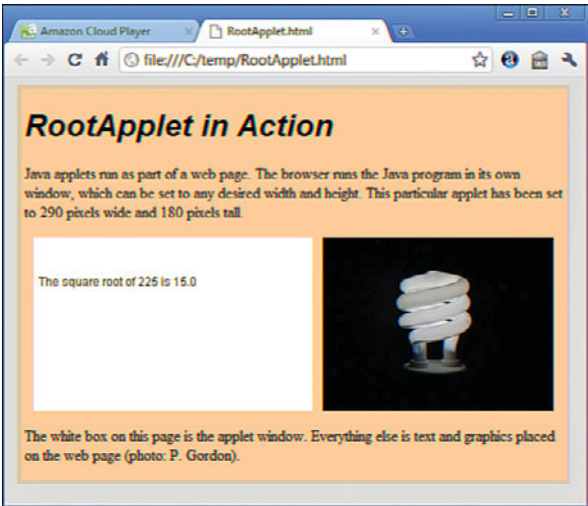 Amazon Cloud Player
RootApplet.html
file:///C:/temp/RootApplet.html
RootApplet in Action
Java applets run as part of a web page. The browser runs the Java program in its own
window, which can be set to any desired width and height. This particular applet has been set
to 290 pixels wide and 180 pixels tall.
The square root of 225 is 15.0
The white box on this page is the applet window. Everything else is text and graphics placed
on the web page (photo: P. Gordon).